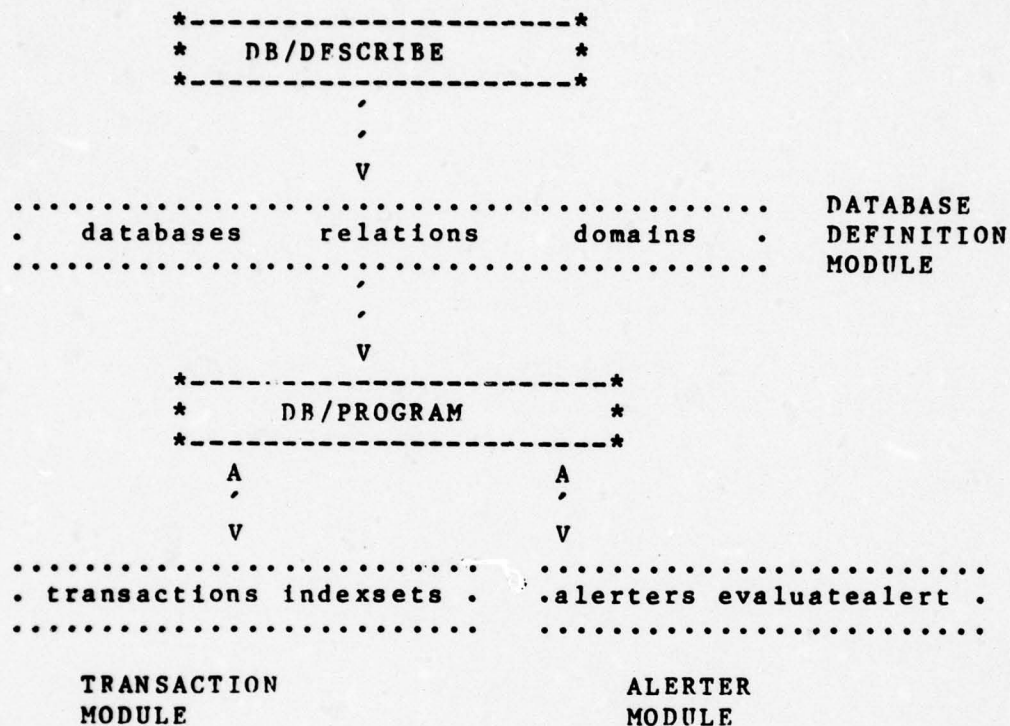 *----------------------*
* DB/DESCRIBE *
*----------------------*
'
'
V
.......................................... DATABASE
. databases relations domains . DEFINITION
.......................................... MODULE
'
'
V
*------------------------*
* DB/PROGRAM *
*------------------------*
A A
' '
V V
.......................... .........................
. transactions indexsets . .alerters evaluatealert .
.......................... .........................
TRANSACTION ALERTER
MODULE MODULE